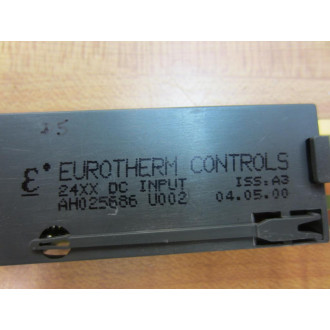 EUROTHERM CONTROLS
24XX DC INPUT ISS:A3
AH025686 U002 04.05.00